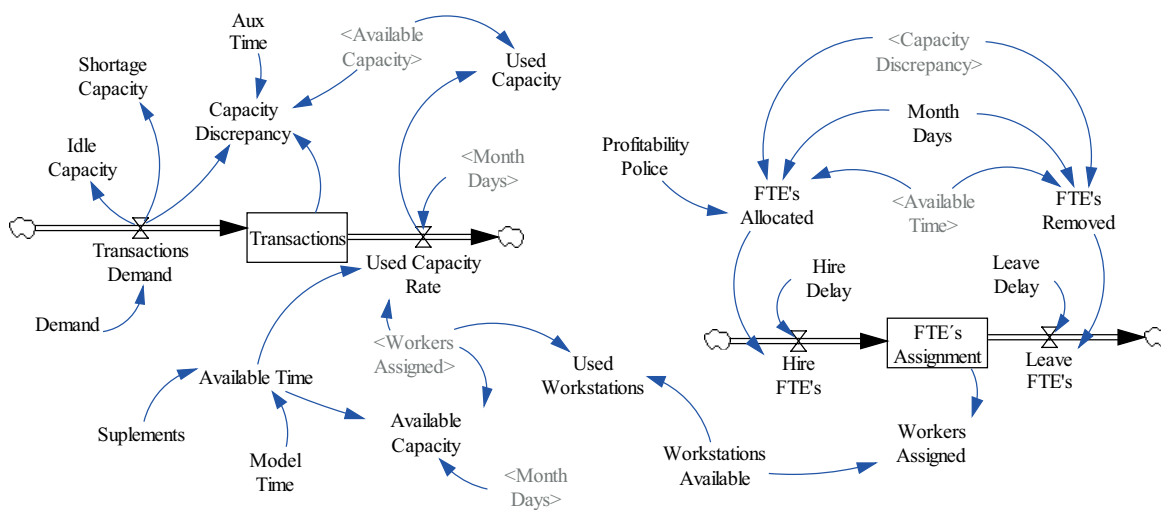 Aux
Time
<Available
Capacity>
Used
Capacity
Shortage
Capacity
Capacity
Discrepancy
Idle
Capacity
<Month
Days>
Transactions
Transactions
Demand
Used Capacity
Rate
Demand
<Workers
Assigned>
Used
Workstations
Available Time
Suplements
Available
Capacity
Model
Time
<Month
Days>
Workstations
Available
<Capacity
Discrepancy>
Month
Days
Profitability
Police
FTE's
Allocated
<Available
Time>
FTE's
Removed
Hire
Delay
Leave
Delay
FTE´s
Assignment
Hire
FTE's
Leave
FTE's
Workers
Assigned